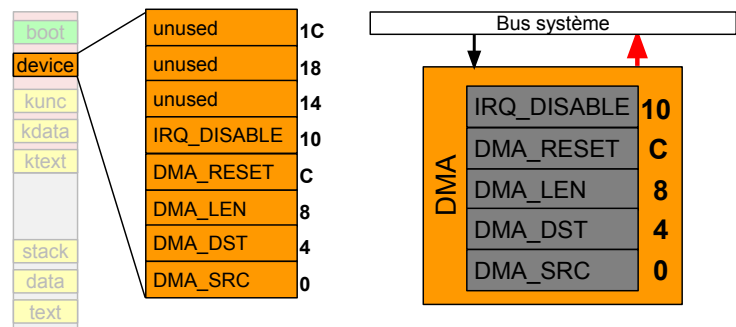 boot
device
kunc
kdata
ktext
stack
data
text
unused 1C
unused 18
unused 14
IRQ_DISABLE 10
DMA_RESET C
DMA_LEN 8
DMA_DST 4
DMA_SRC 0
Bus système
DMA
IRQ_DISABLE 10
DMA_RESET C
DMA_LEN 8
DMA_DST 4
DMA_SRC 0